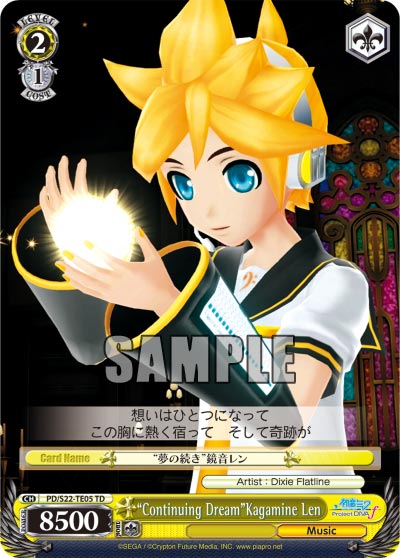 LEVEL
2
1
COST
SAMPLE
想いはひとつになって
この胸に熱く宿って そして奇跡が
Card Name
“夢の続き”鏡音レン
Artist : Dixie Flatline
CH PD/S22-TE05 TD
POWER 8500
“Continuing Dream”Kagamine Len
初音ミク
Project DIVA f
Music
©SEGA / ©Crypton Future Media, INC. www.piapro.net